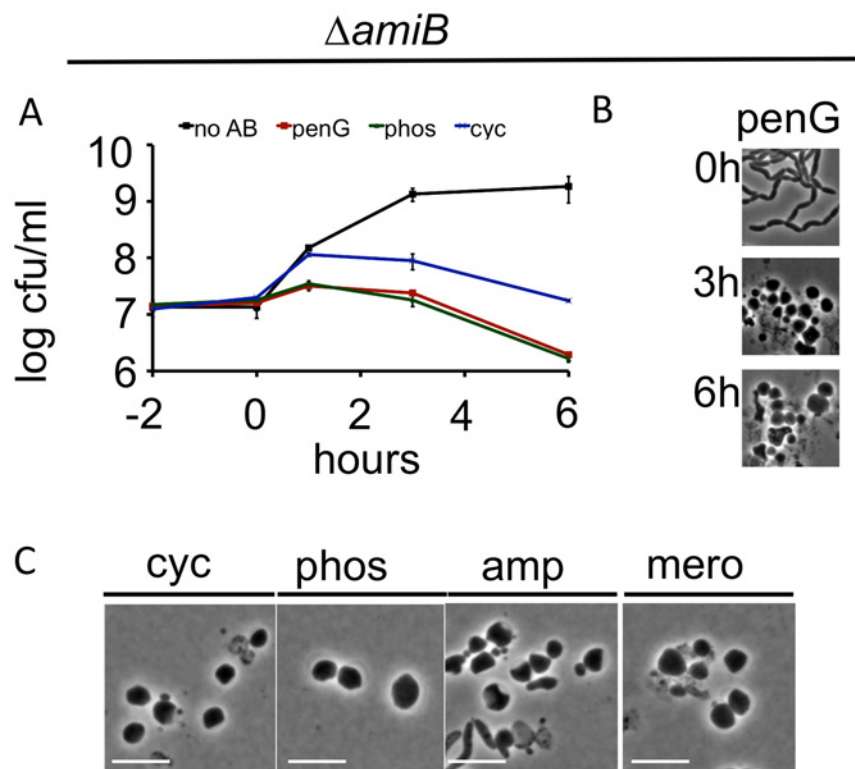 ΔamiB
A
no AB penG phos cyc
B
penG
log cfu/ml
10
9
8
7
6
-2 0 2 4 6
hours
0h
3h
6h
C
cyc phos amp mero